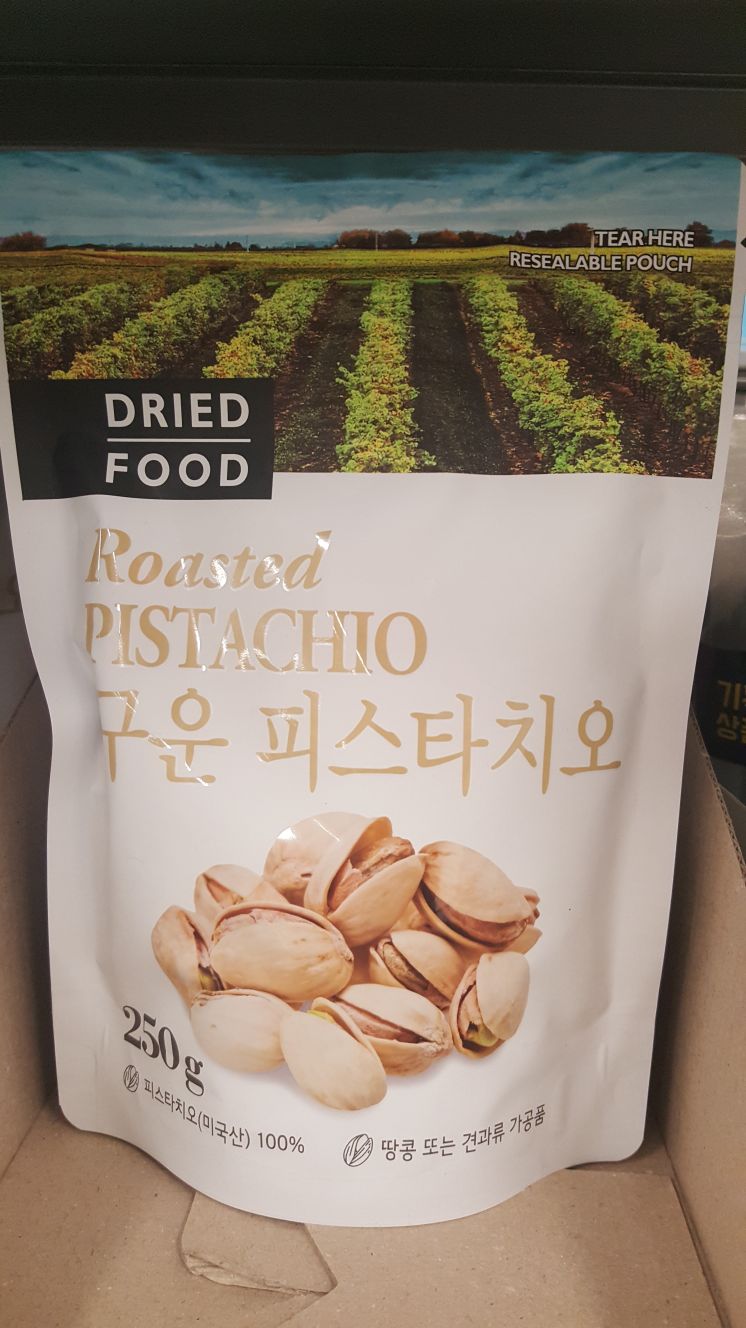 TEAR HERE
RESEALABLE POUCH
DRIED
FOOD
Roasted
PISTACHIO
구운 피스타치오
250 g
피스타치오(미국산) 100%
땅콩 또는 견과류 가공품